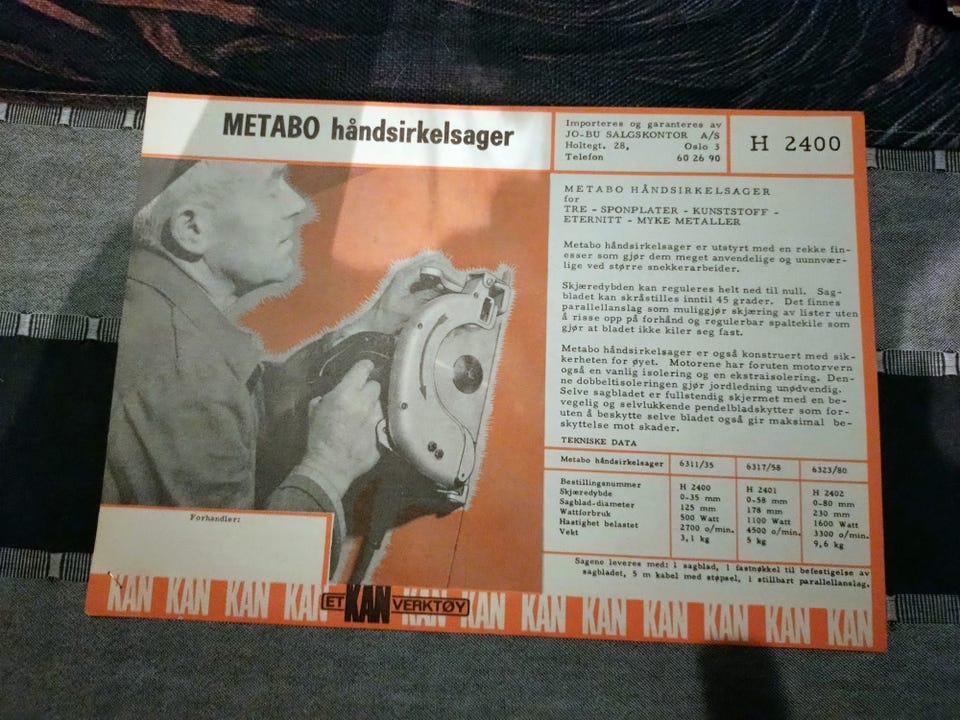 METABO håndsirkelsager
Importeres og garanteres av
JO-BU SALGSKONTOR A/S
Holtegt. 28, Oslo 3
Telefon 60 26 90
H 2400
METABO HÅNDSIRKELSAGER
for
TRE - SPONPLATER - KUNSTSTOFF -
ETERNITT - MYKE METALLER
Metabo håndsirkelsager er utstyrt med en rekke fin-
esser som gjør dem meget anvendelige og uunnvær-
lige ved større snekkerarbeider.
Skjæredybden kan reguleres helt ned til null. Sag-
bladet kan skråstilles inntil 45 grader. Det finnes
parallellanslag som muliggjør skjæring av lister uten
å risse opp på forhånd og regulerbar spaltekile som
gjør at bladet ikke kiler seg fast.
Metabo håndsirkelsager er også konstruert med sik-
kerheten for øyet. Motorene har foruten motorvern
også en vanlig isolering og en ekstraisolering. Den-
ne dobbeltisoleringen gjør jordledning unødvendig.
Selve sagbladet er fullstendig skjermet med en be-
vegelig og selvlukkende pendelbladskytter som for-
uten å beskytte selve bladet også gir maksimal be-
skyttelse mot skader.
TEKNISKE DATA
Metabo håndsirkelsager 6311/35 6317/58 6323/80
Bestillingsnummer H 2400 H 2401 H 2402
Skjæredybde 0-35 mm 0-58 mm 0-80 mm
Sagblad-diameter 125 mm 178 mm 230 mm
Wattforbruk 500 Watt 1100 Watt 1600 Watt
Hastighet belastet 2700 o/min. 4500 o/min. 3300 o/min.
Vekt 3,1 kg 5 kg 9,6 kg
Sagene leveres med: 1 sagblad, 1 fastnøkkel til befestigelse av
sagbladet, 5 m kabel med støpsel, 1 stillbart parallellanslag.
Forhandler:
KAN KAN KAN KAN ET KAN VERKTØY KAN KAN KAN KAN KAN KAN KAN